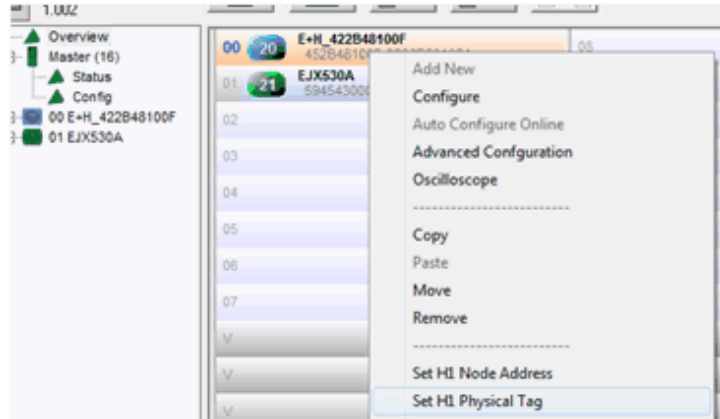 1.002
Overview
Master (16)
Status
Config
00 E+H_422B48100F
01 EJX530A
00 20 E+H_422B48100F
01 21 EJX530A
594543000
02
03
04
05
06
07
V
V
V
08
Add New
Configure
Auto Configure Online
Advanced Confguration
Oscilloscope
-------------------------
Copy
Paste
Move
Remove
-------------------------
Set H1 Node Address
Set H1 Physical Tag